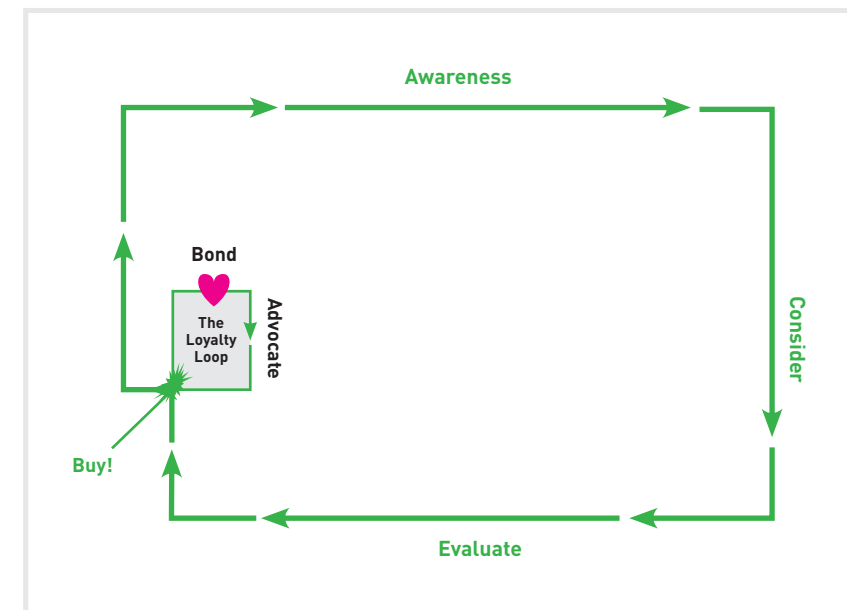 Awareness
Bond
The
Loyalty
Loop
Advocate
Consider
Buy!
Evaluate